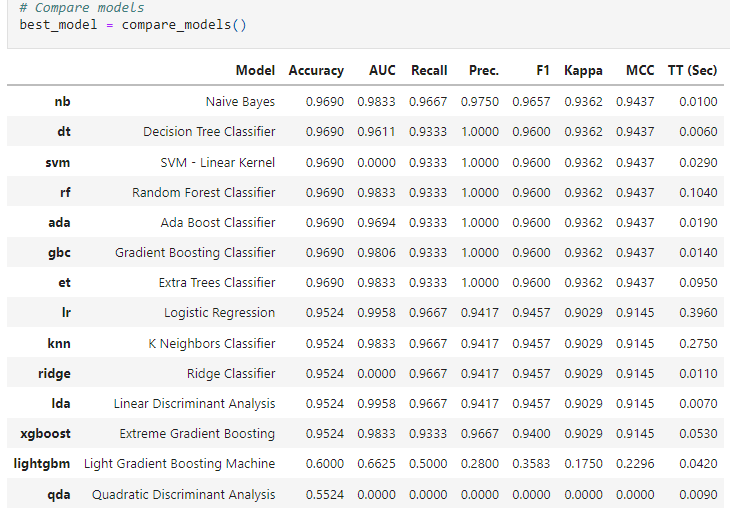 # Compare models
best_model = compare_models()
Model Accuracy AUC Recall Prec. F1 Kappa MCC TT (Sec)
nb Naive Bayes 0.9690 0.9833 0.9667 0.9750 0.9657 0.9362 0.9437 0.0100
dt Decision Tree Classifier 0.9690 0.9611 0.9333 1.0000 0.9600 0.9362 0.9437 0.0060
svm SVM - Linear Kernel 0.9690 0.0000 0.9333 1.0000 0.9600 0.9362 0.9437 0.0290
rf Random Forest Classifier 0.9690 0.9833 0.9333 1.0000 0.9600 0.9362 0.9437 0.1040
ada Ada Boost Classifier 0.9690 0.9694 0.9333 1.0000 0.9600 0.9362 0.9437 0.0190
gbc Gradient Boosting Classifier 0.9690 0.9806 0.9333 1.0000 0.9600 0.9362 0.9437 0.0140
et Extra Trees Classifier 0.9690 0.9833 0.9333 1.0000 0.9600 0.9362 0.9437 0.0950
lr Logistic Regression 0.9524 0.9958 0.9667 0.9417 0.9457 0.9029 0.9145 0.3960
knn K Neighbors Classifier 0.9524 0.9833 0.9667 0.9417 0.9457 0.9029 0.9145 0.2750
ridge Ridge Classifier 0.9524 0.0000 0.9667 0.9417 0.9457 0.9029 0.9145 0.0110
lda Linear Discriminant Analysis 0.9524 0.9958 0.9667 0.9417 0.9457 0.9029 0.9145 0.0070
xgboost Extreme Gradient Boosting 0.9524 0.9833 0.9333 0.9667 0.9400 0.9029 0.9145 0.0530
lightgbm Light Gradient Boosting Machine 0.6000 0.6625 0.5000 0.2800 0.3583 0.1750 0.2296 0.0420
qda Quadratic Discriminant Analysis 0.5524 0.0000 0.0000 0.0000 0.0000 0.0000 0.0000 0.0090